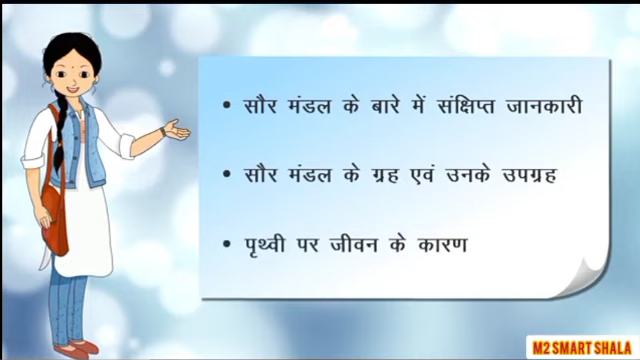 • सौर मंडल के बारे में संक्षिप्त जानकारी
• सौर मंडल के ग्रह एवं उनके उपग्रह
• पृथ्वी पर जीवन के कारण
M2 SMART SHALA